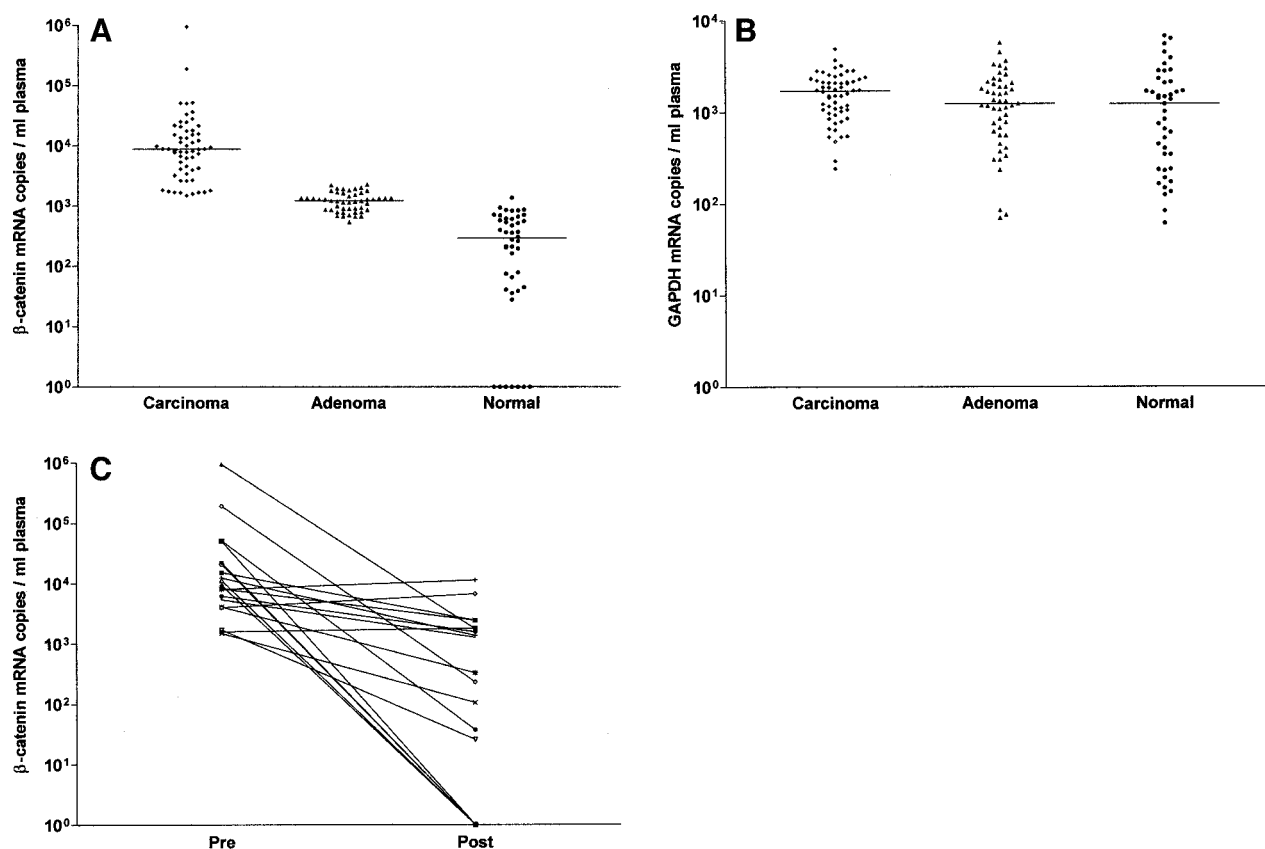 A
β-catenin mRNA copies / ml plasma
10⁶
10⁵
10⁴
10³
10²
10¹
10⁰
Carcinoma Adenoma Normal
B
GAPDH mRNA copies / ml plasma
10⁴
10³
10²
10¹
10⁰
Carcinoma Adenoma Normal
C
β-catenin mRNA copies / ml plasma
10⁶
10⁵
10⁴
10³
10²
10¹
10⁰
Pre Post